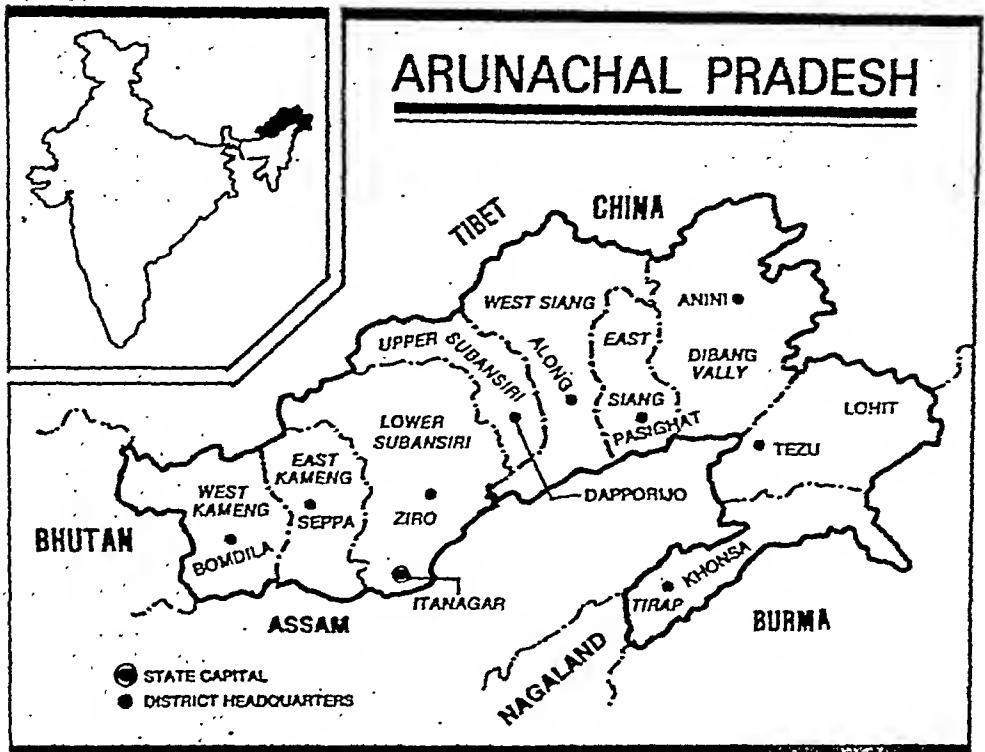 ARUNACHAL PRADESH
CHINA
TIBET
WEST SIANG
ANINI
EAST
UPPER SUBANSIRI
ALONG
DIBANG
VALLY
SIANG
LOHIT
LOWER
SUBANSIRI
PASIGHAT
TEZU
EAST
KAMENG
WEST
KAMENG
SEPPA
ZIRO
DAPPORIJO
BHUTAN
BOMDILA
KHONSA
ITANAGAR
TIRAP
ASSAM
BURMA
NAGALAND
STATE CAPITAL
DISTRICT HEADQUARTERS